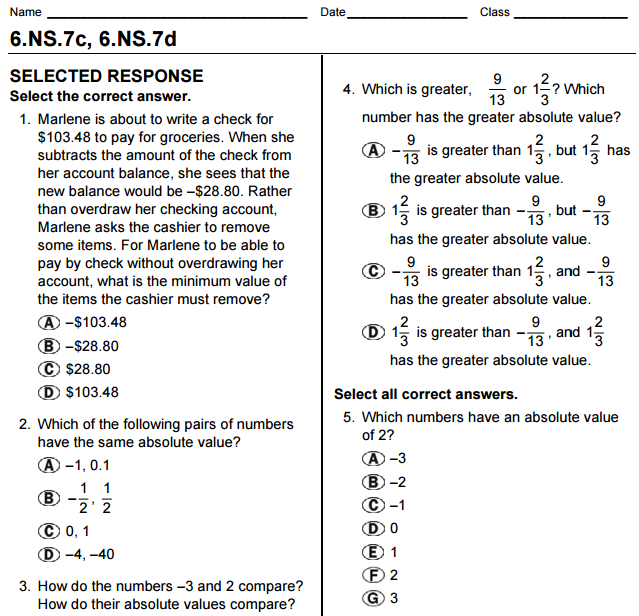 Name
Date
Class
6.NS.7c, 6.NS.7d
SELECTED RESPONSE
Select the correct answer.
1. Marlene is about to write a check for
$103.48 to pay for groceries. When she
subtracts the amount of the check from
her account balance, she sees that the
new balance would be –$28.80. Rather
than overdraw her checking account,
Marlene asks the cashier to remove
some items. For Marlene to be able to
pay by check without overdrawing her
account, what is the minimum value of
the items the cashier must remove?
A –$103.48
B –$28.80
C $28.80
D $103.48
2. Which of the following pairs of numbers
have the same absolute value?
A –1, 0.1
B –1/2, 1/2
C 0, 1
D –4, –40
3. How do the numbers –3 and 2 compare?
How do their absolute values compare?
4. Which is greater, 9/13 or 1 2/3? Which
number has the greater absolute value?
A –9/13 is greater than 1 2/3, but 1 2/3 has
the greater absolute value.
B 1 2/3 is greater than –9/13, but –9/13
has the greater absolute value.
C –9/13 is greater than 1 2/3, and –9/13
has the greater absolute value.
D 1 2/3 is greater than –9/13, and 1 2/3
has the greater absolute value.
Select all correct answers.
5. Which numbers have an absolute value
of 2?
A –3
B –2
C –1
D 0
E 1
F 2
G 3